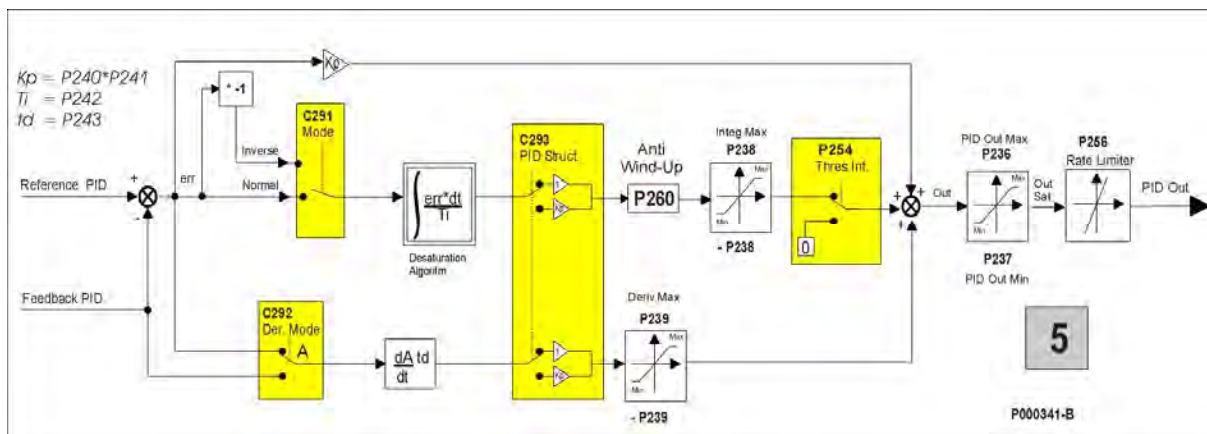 Kp = P240*P241
Ti = P242
td = P243
Kp
* -1
C291
Mode
Inverse
Normal
Reference PID
+
-
err
err*dt
Ti
Desaturation
Algoritm
C293
PID Struct
1
Kp
Anti
Wind-Up
P260
Integ Max
P238
Max
Min
- P238
P254
Thres Int.
0
+
+
+
Out
PID Out Max
P236
Max
Min
P237
PID Out Min
Out
Sat
P256
Rate Limiter
PID Out
Feedback PID
C292
Der. Mode
A
dA
dt
td
1
Kp
Deriv Max
P239
Max
Min
- P239
5
P000341-B